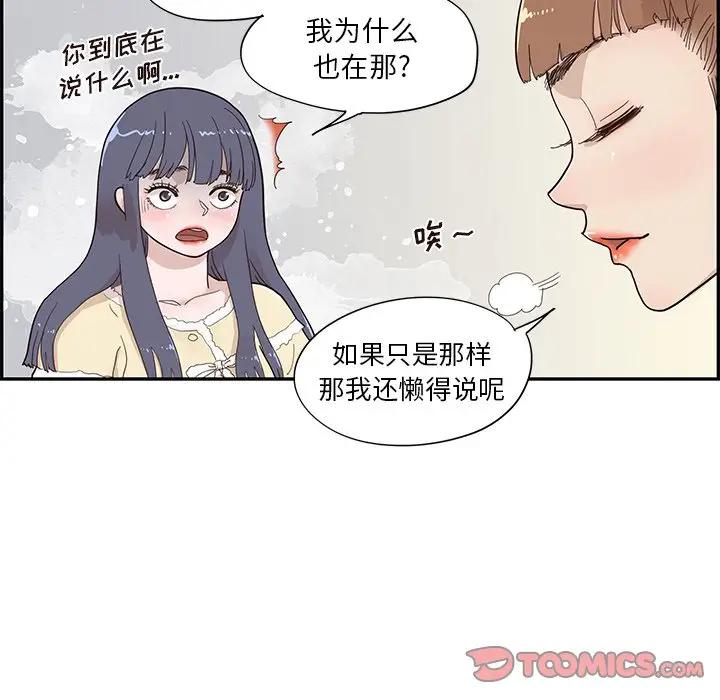 我为什么
也在那?
你到底在
说什么啊...
唉~
如果只是那样
那我还懒得说呢
TOOMICS.COM